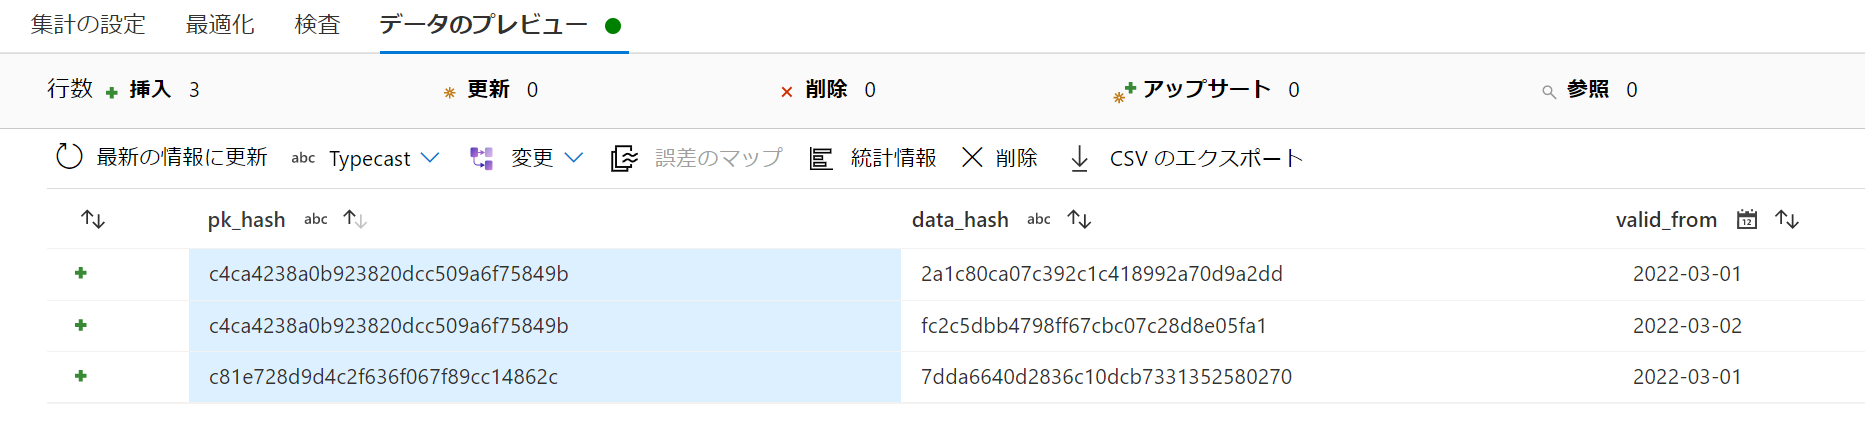 集計の設定 最適化 検査 データのプレビュー
行数 挿入 3 更新 0 削除 0 アップサート 0 参照 0
最新の情報に更新 abc Typecast 変更 誤差のマップ 統計情報 削除 CSV のエクスポート
pk_hash abc data_hash abc valid_from 12
c4ca4238a0b923820dcc509a6f75849b 2a1c80ca07c392c1c418992a70d9a2dd 2022-03-01
c4ca4238a0b923820dcc509a6f75849b fc2c5dbb4798ff67cbc07c28d8e05fa1 2022-03-02
c81e728d9d4c2f636f067f89cc14862c 7dda6640d2836c10dcb7331352580270 2022-03-01